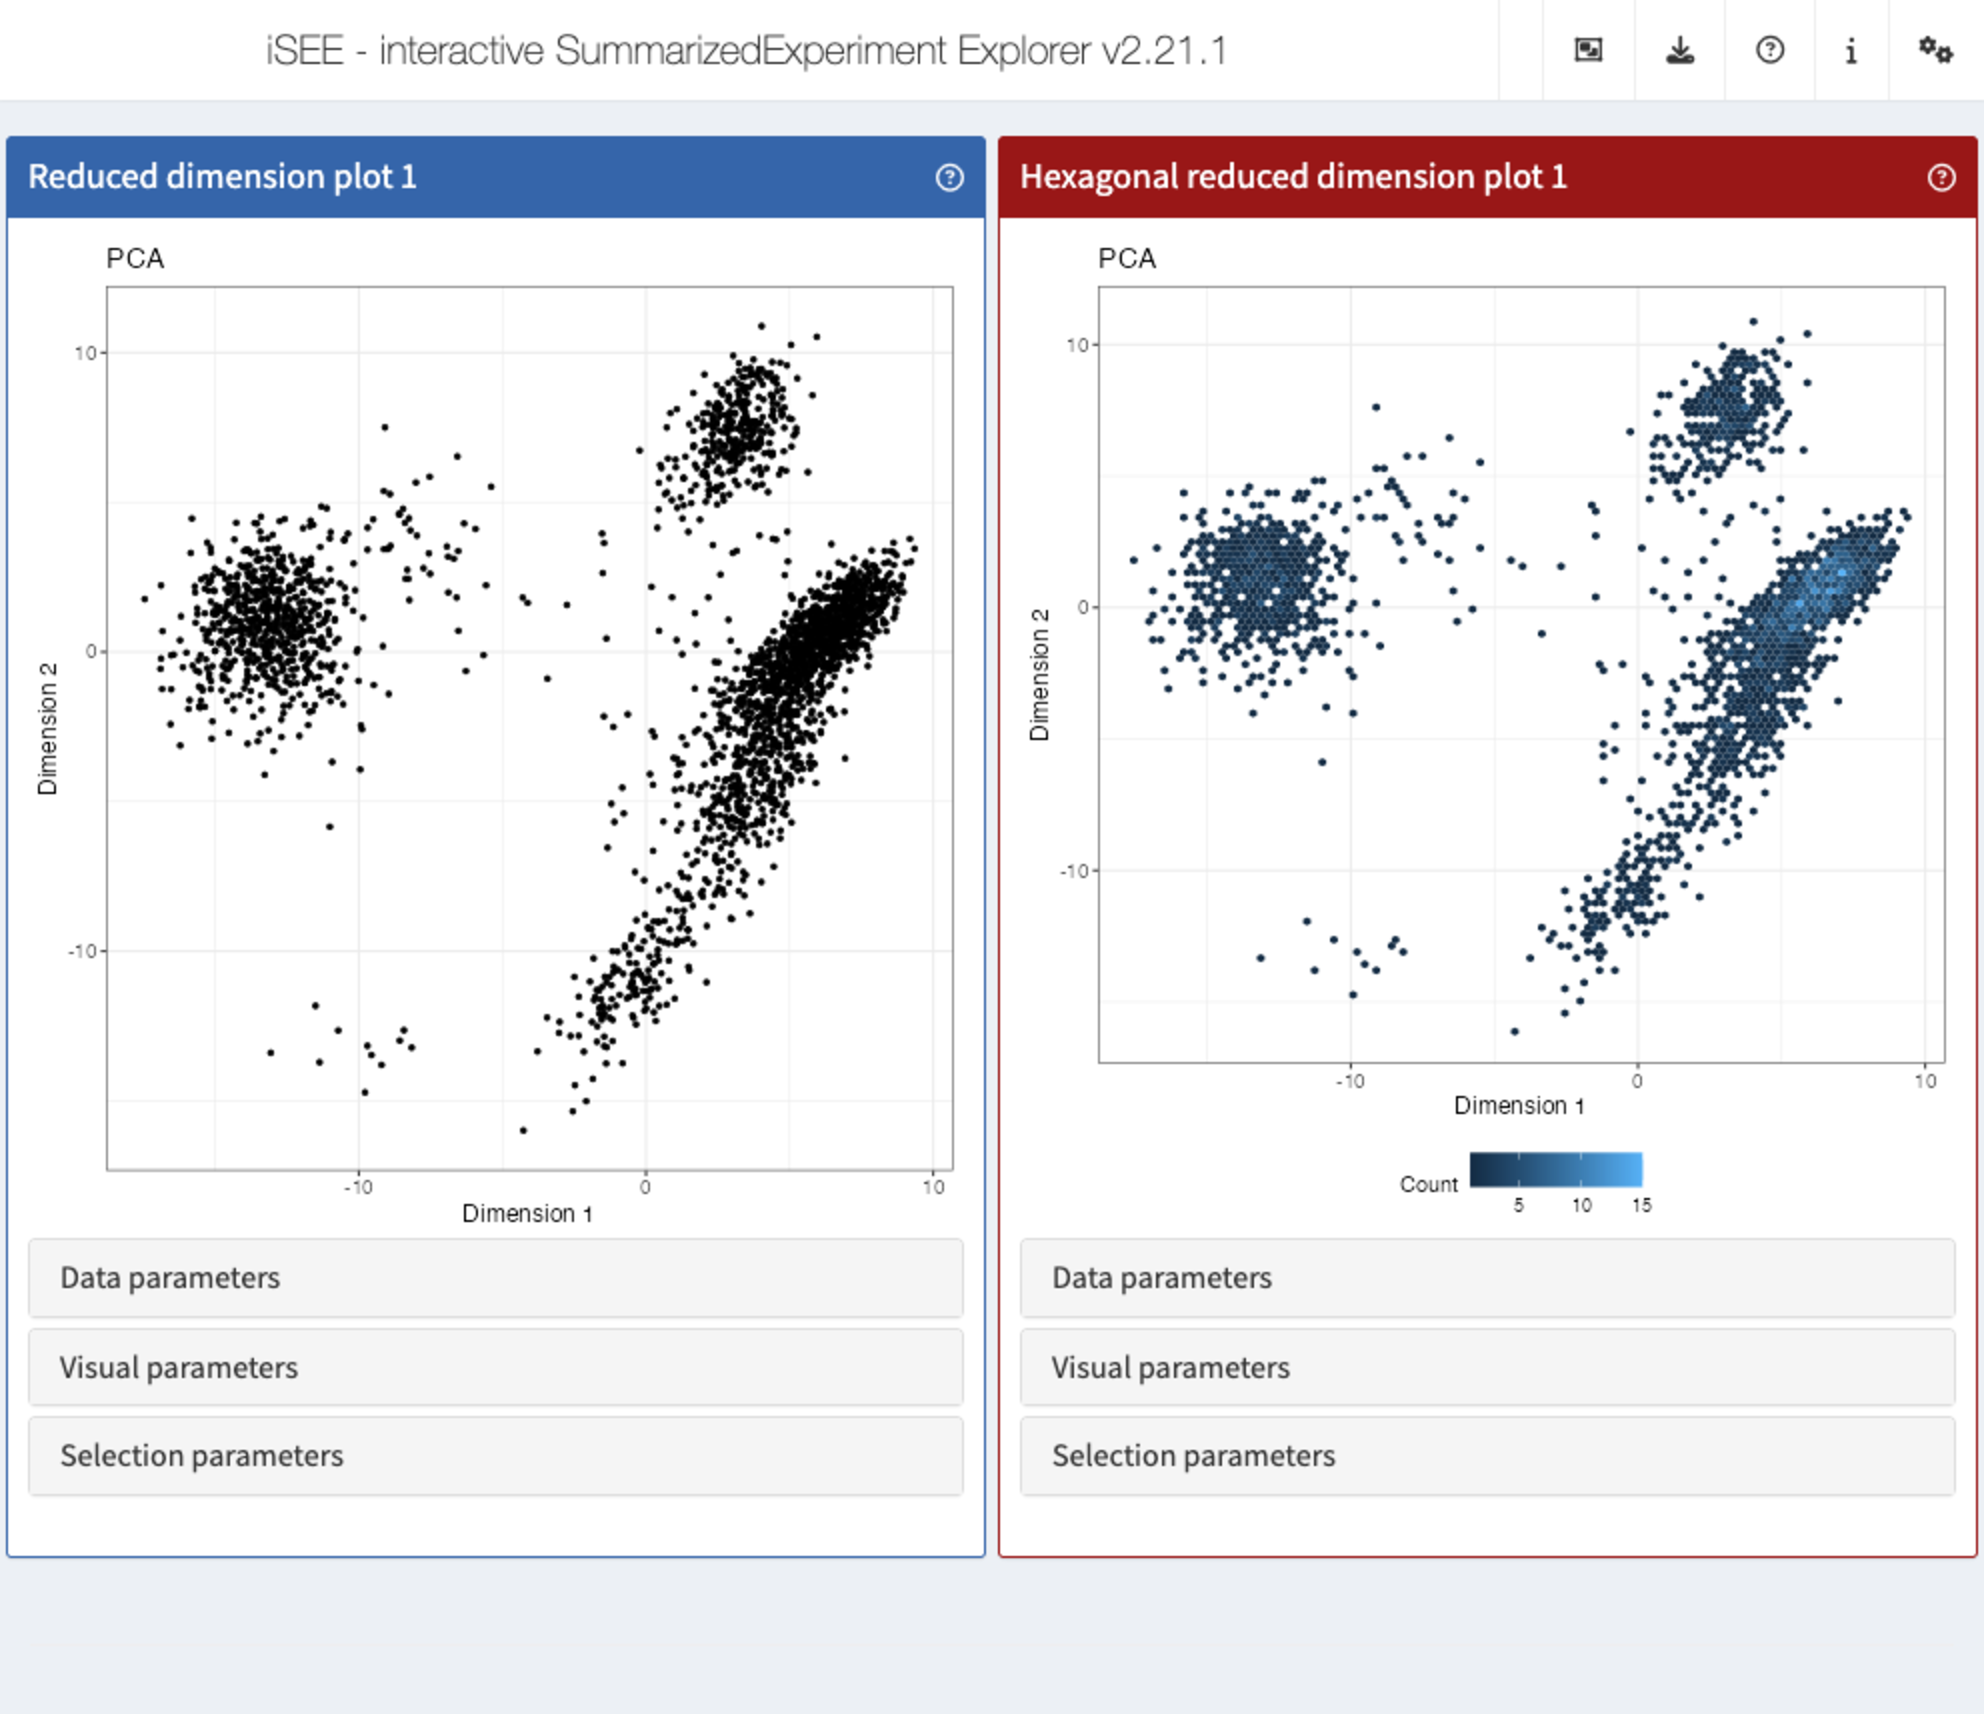 iSEE - interactive SummarizedExperiment Explorer v2.21.1
Reduced dimension plot 1
PCA
10
0
-10
Dimension 2
-10 0 10
Dimension 1
Data parameters
Visual parameters
Selection parameters
Hexagonal reduced dimension plot 1
PCA
10
0
-10
Dimension 2
-10 0 10
Dimension 1
Count
5 10 15
Data parameters
Visual parameters
Selection parameters